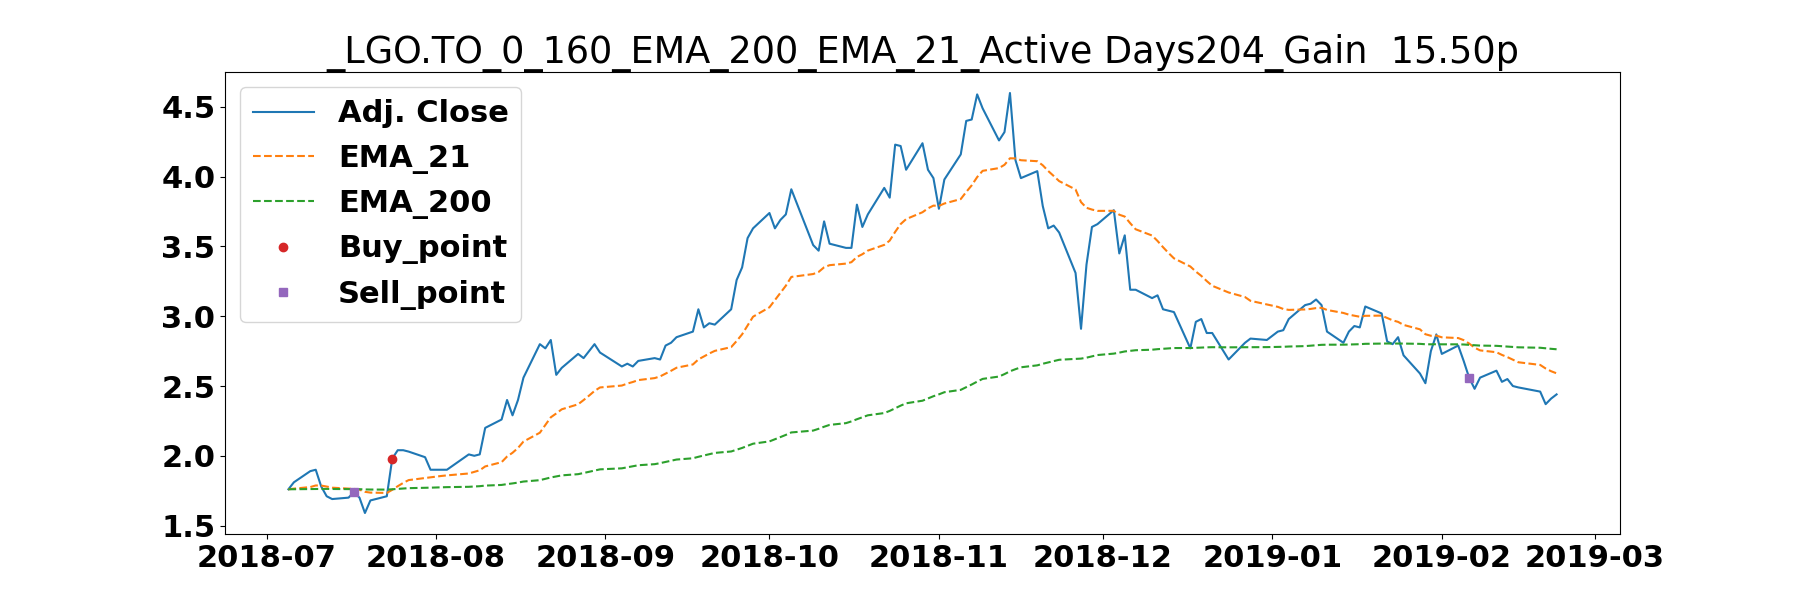 _LGO.TO_0_160_EMA_200_EMA_21_Active Days204_Gain  15.50p
Adj. Close
EMA_21
EMA_200
Buy_point
Sell_point
4.5
4.0
3.5
3.0
2.5
2.0
1.5
2018-07 2018-08 2018-09 2018-10 2018-11 2018-12 2019-01 2019-02 2019-03